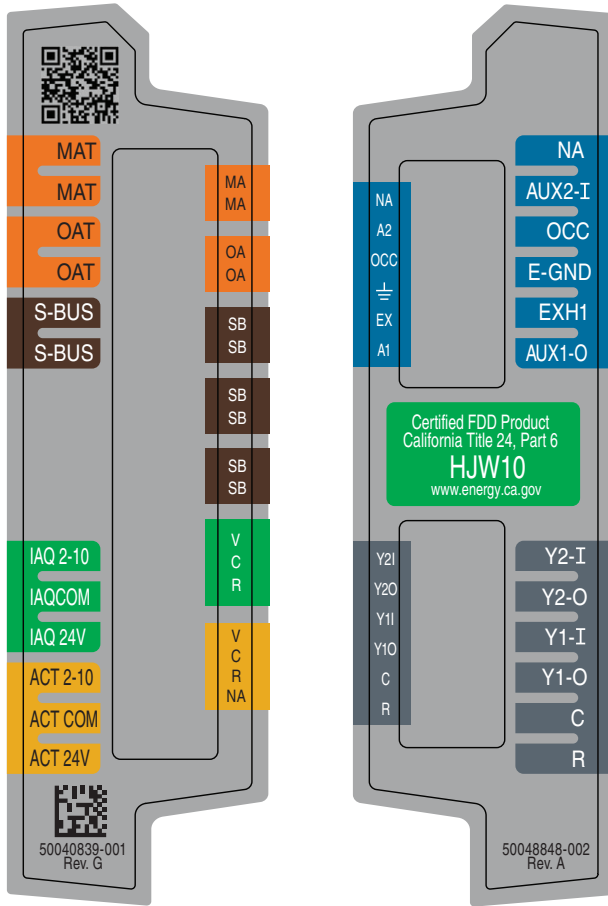 MAT
MAT
OAT
OAT
S-BUS
S-BUS
IAQ 2-10
IAQCOM
IAQ 24V
ACT 2-10
ACT COM
ACT 24V
50040839-001
Rev. G
MA
MA
OA
OA
SB
SB
SB
SB
SB
SB
V
C
R
V
C
R
NA
NA
A2
OCC
EX
A1
Y2I
Y2O
Y1I
Y1O
C
R
Certified FDD Product
California Title 24, Part 6
HJW10
www.energy.ca.gov
NA
AUX2-I
OCC
E-GND
EXH1
AUX1-O
Y2-I
Y2-O
Y1-I
Y1-O
C
R
50048848-002
Rev. A